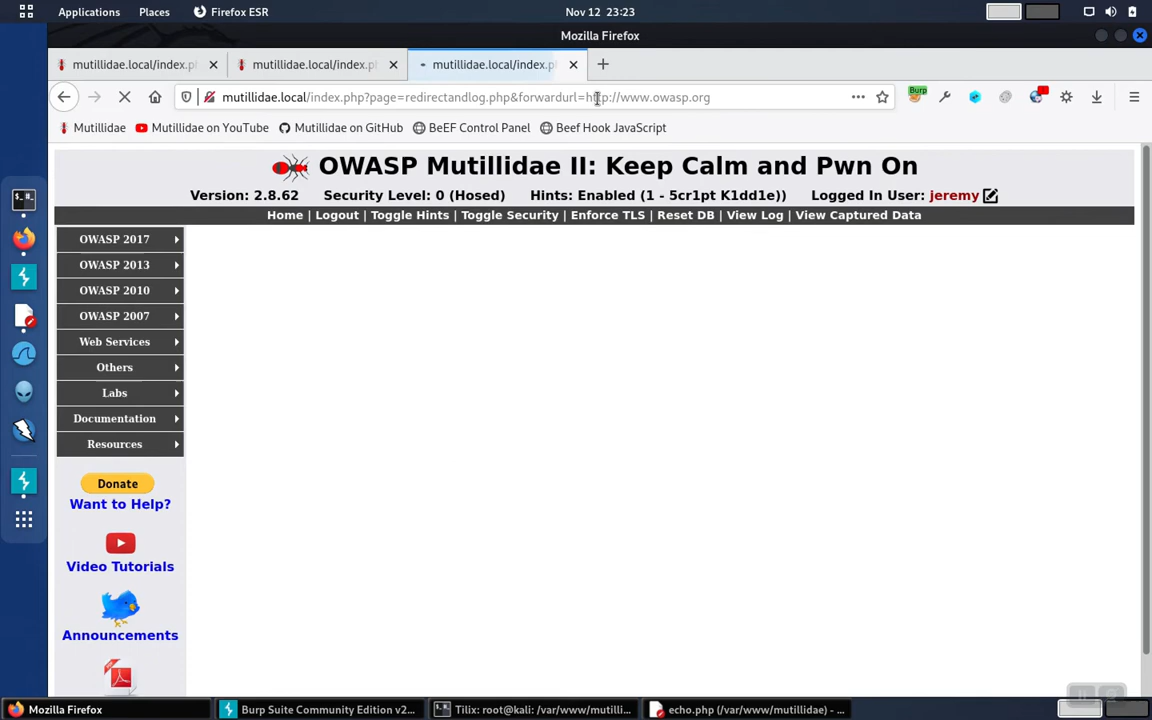 Applications Places Firefox ESR Nov 12 23:23
Mozilla Firefox
mutillidae.local/index.php mutillidae.local/index.p mutillidae.local/index.p
mutillidae.local/index.php?page=redirectandlog.php&forwardurl=http://www.owasp.org Burp
Mutillidae Mutillidae on YouTube Mutillidae on GitHub BeEF Control Panel Beef Hook JavaScript
OWASP Mutillidae II: Keep Calm and Pwn On
Version: 2.8.62 Security Level: 0 (Hosed) Hints: Enabled (1 - 5cr1pt K1dd1e)) Logged In User: jeremy
Home | Logout | Toggle Hints | Toggle Security | Enforce TLS | Reset DB | View Log | View Captured Data
OWASP 2017
OWASP 2013
OWASP 2010
OWASP 2007
Web Services
Others
Labs
Documentation
Resources
Donate
Want to Help?
Video Tutorials
Announcements
Mozilla Firefox Burp Suite Community Edition v2... Tilix: root@kali: /var/www/mutilli... echo.php (/var/www/mutillidae) - ...